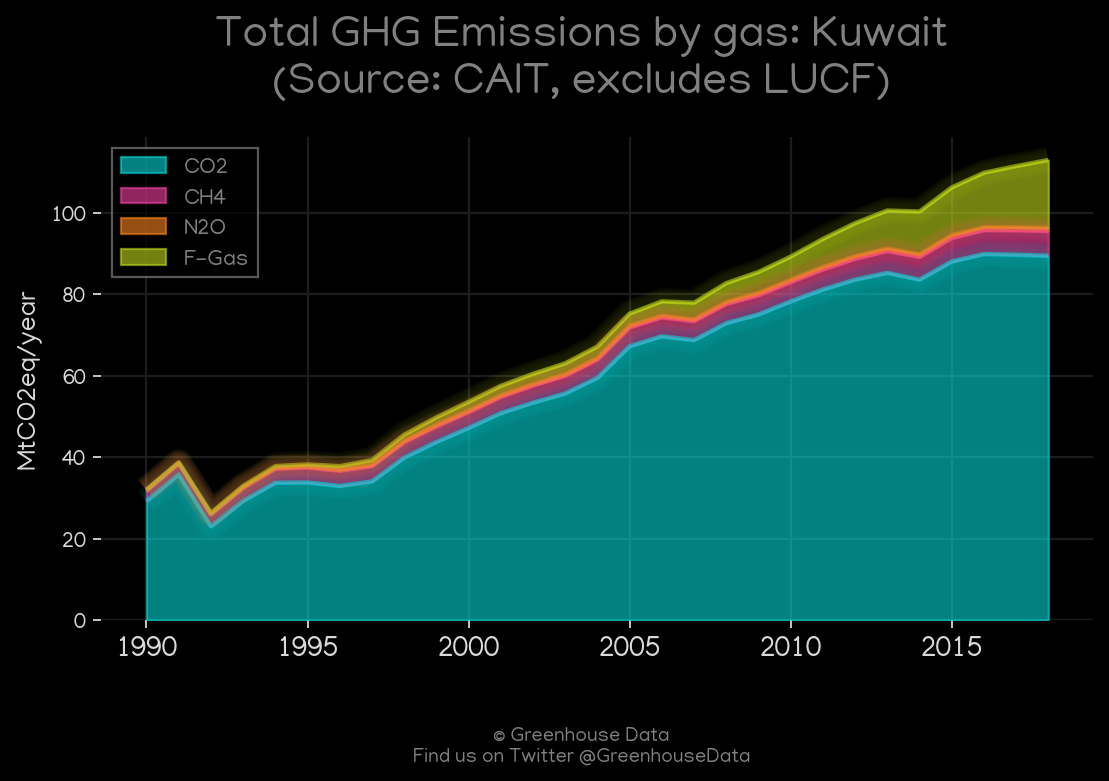 Total GHG Emissions by gas: Kuwait
(Source: CAIT, excludes LUCF)
CO2
CH4
N2O
F-Gas
MtCO2eq/year
100
80
60
40
20
0
1990 1995 2000 2005 2010 2015
© Greenhouse Data
Find us on Twitter @GreenhouseData